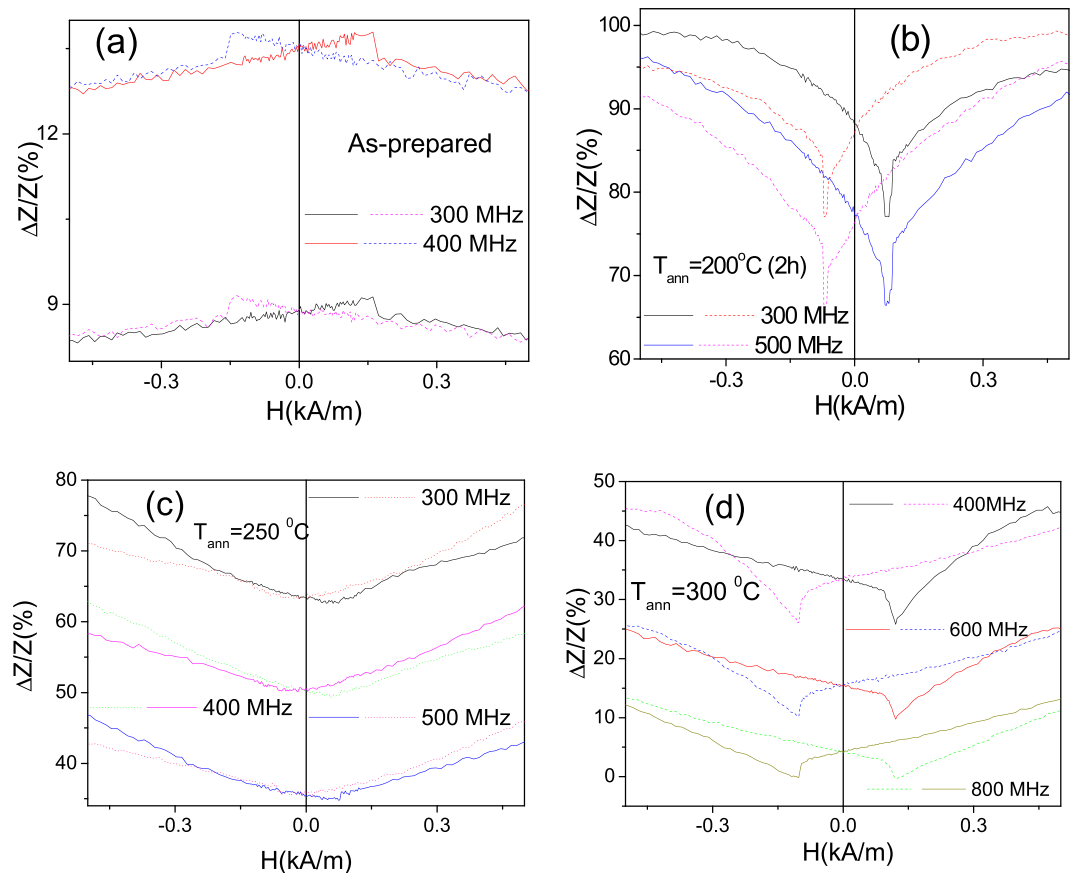 (a)
ΔZ/Z(%)
12
9
As-prepared
300 MHz
400 MHz
-0.3 0.0 0.3
H(kA/m)
(b)
ΔZ/Z(%)
100
90
80
70
60
T_ann=200°C (2h)
300 MHz
500 MHz
-0.3 0.0 0.3
H(kA/m)
(c)
ΔZ/Z(%)
80
70
60
50
40
T_ann=250 ⁰C
300 MHz
400 MHz
500 MHz
-0.3 0.0 0.3
H(kA/m)
(d)
ΔZ/Z(%)
50
40
30
20
10
0
400MHz
T_ann=300 ⁰C
600 MHz
800 MHz
-0.3 0.0 0.3
H(kA/m)